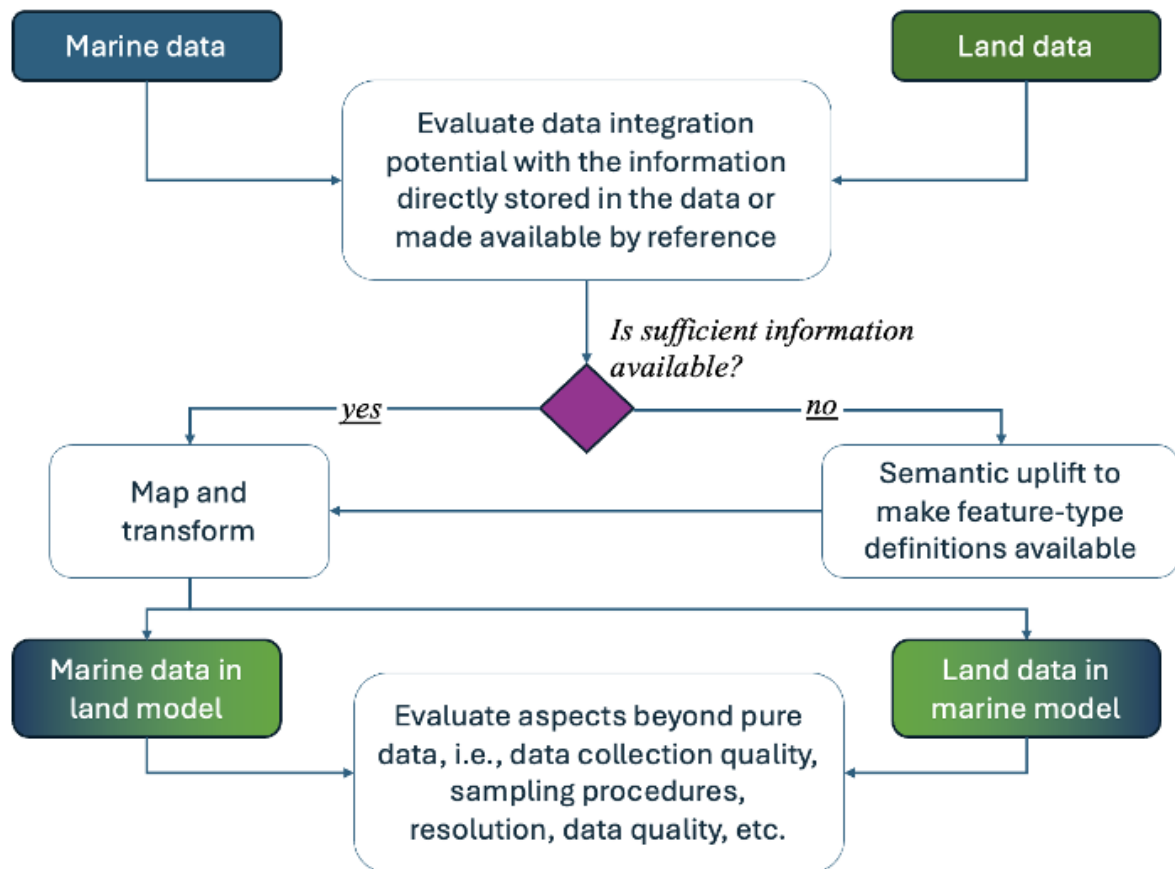 Marine data
Land data
Evaluate data integration
potential with the information
directly stored in the data or
made available by reference
Is sufficient information
available?
yes
no
Map and
transform
Semantic uplift to
make feature-type
definitions available
Marine data in
land model
Land data in
marine model
Evaluate aspects beyond pure
data, i.e., data collection quality,
sampling procedures,
resolution, data quality, etc.